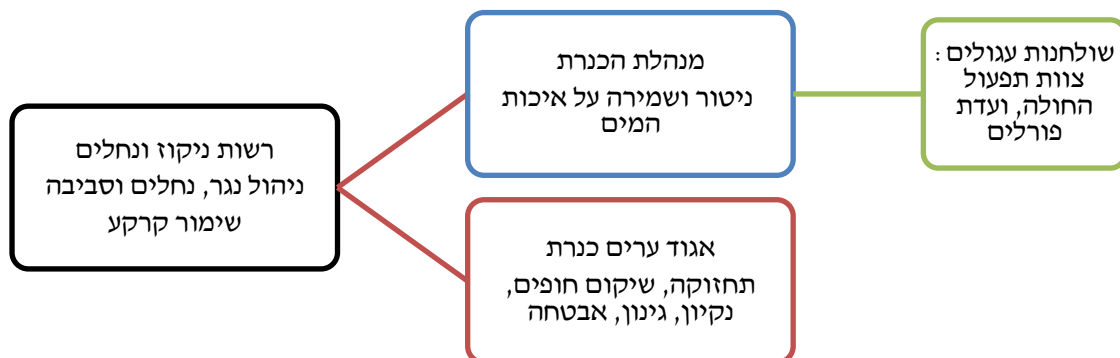 רשות ניקוז ונחלים
ניהול נגר, נחלים וסביבה
שימור קרקע
מנהלת הכנרת
ניטור ושמירה על איכות
המים
שולחנות עגולים:
צוות תפעול
החולה, ועדת
פורלים
אגוד ערים כנרת
תחזוקה, שיקום חופים,
נקיון, גינון, אבטחה